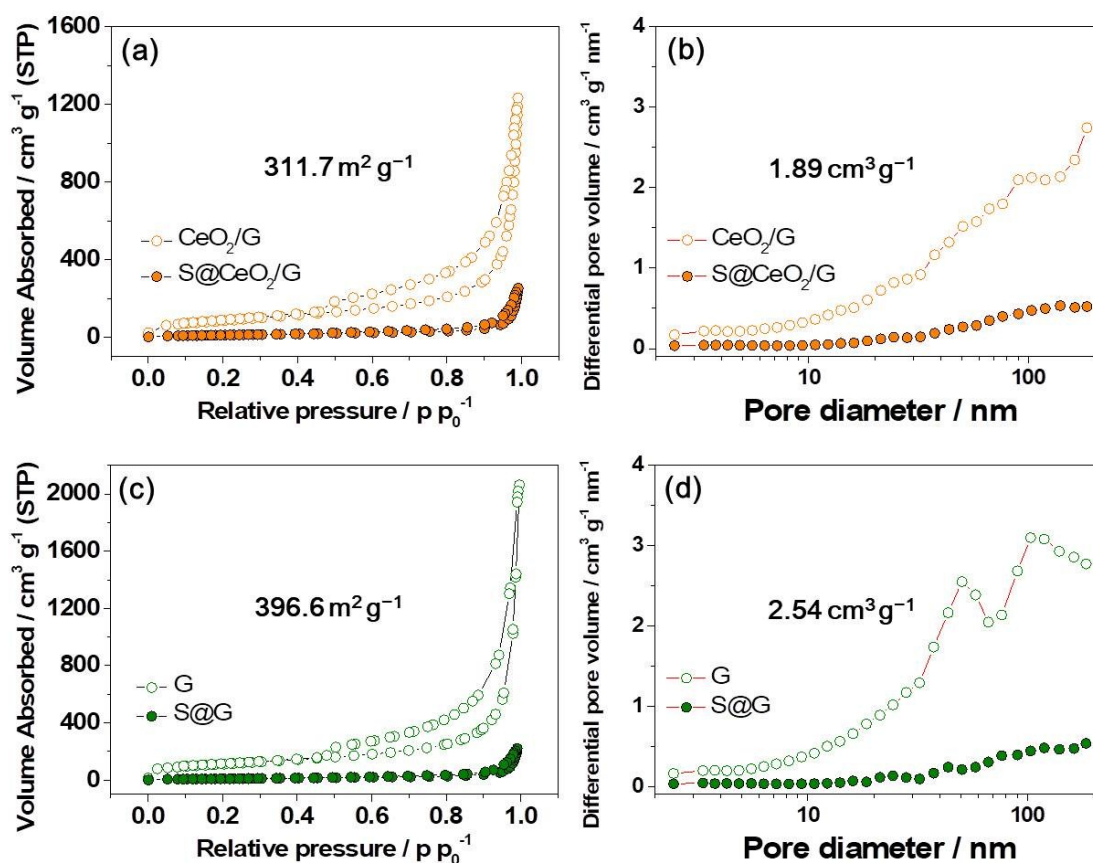 (a)
Volume Absorbed / cm³ g⁻¹ (STP)
1600
1200
800
400
0
311.7 m² g⁻¹
CeO₂/G
S@CeO₂/G
0.0 0.2 0.4 0.6 0.8 1.0
Relative pressure / p p₀⁻¹
(b)
Differential pore volume / cm³ g⁻¹ nm⁻¹
4
3
2
1
0
1.89 cm³ g⁻¹
CeO₂/G
S@CeO₂/G
10 100
Pore diameter / nm
(c)
Volume Absorbed / cm³ g⁻¹ (STP)
2000
1600
1200
800
400
0
396.6 m² g⁻¹
G
S@G
0.0 0.2 0.4 0.6 0.8 1.0
Relative pressure / p p₀⁻¹
(d)
Differential pore volume / cm³ g⁻¹ nm⁻¹
4
3
2
1
0
2.54 cm³ g⁻¹
G
S@G
10 100
Pore diameter / nm